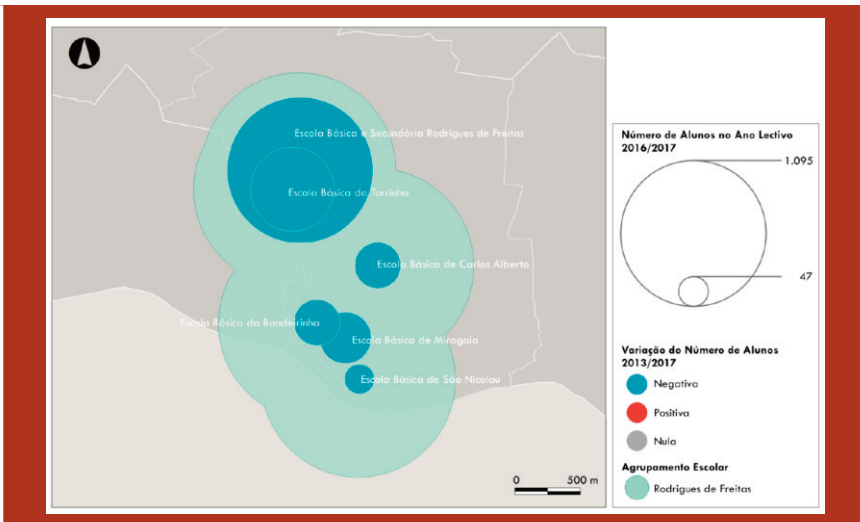 Escola Básica e Secundária Rodrigues de Freitas
Escola Básica da Torrinha
Escola Básica de Carlos Alberto
Escola Básica da Bandeirinha
Escola Básica de Miragaia
Escola Básica de São Nicolau
0 500 m
Número de Alunos no Ano Lectivo
2016/2017
1.095
47
Variação do Número de Alunos
2013/2017
Negativa
Positiva
Nula
Agrupamento Escolar
Rodrigues de Freitas